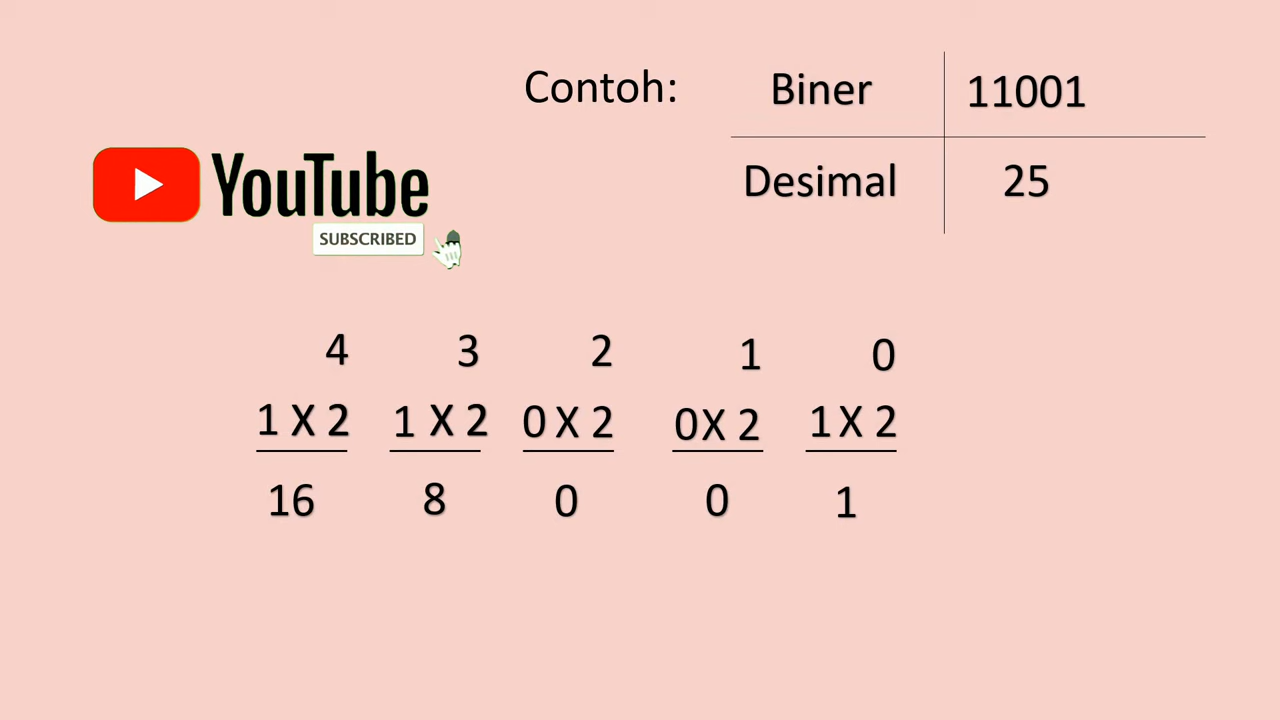 Contoh: Biner 11001
Desimal 25
YouTube
SUBSCRIBED
4 3 2 1 0
1 X 2 1 X 2 0 X 2 0X 2 1 X 2
16 8 0 0 1